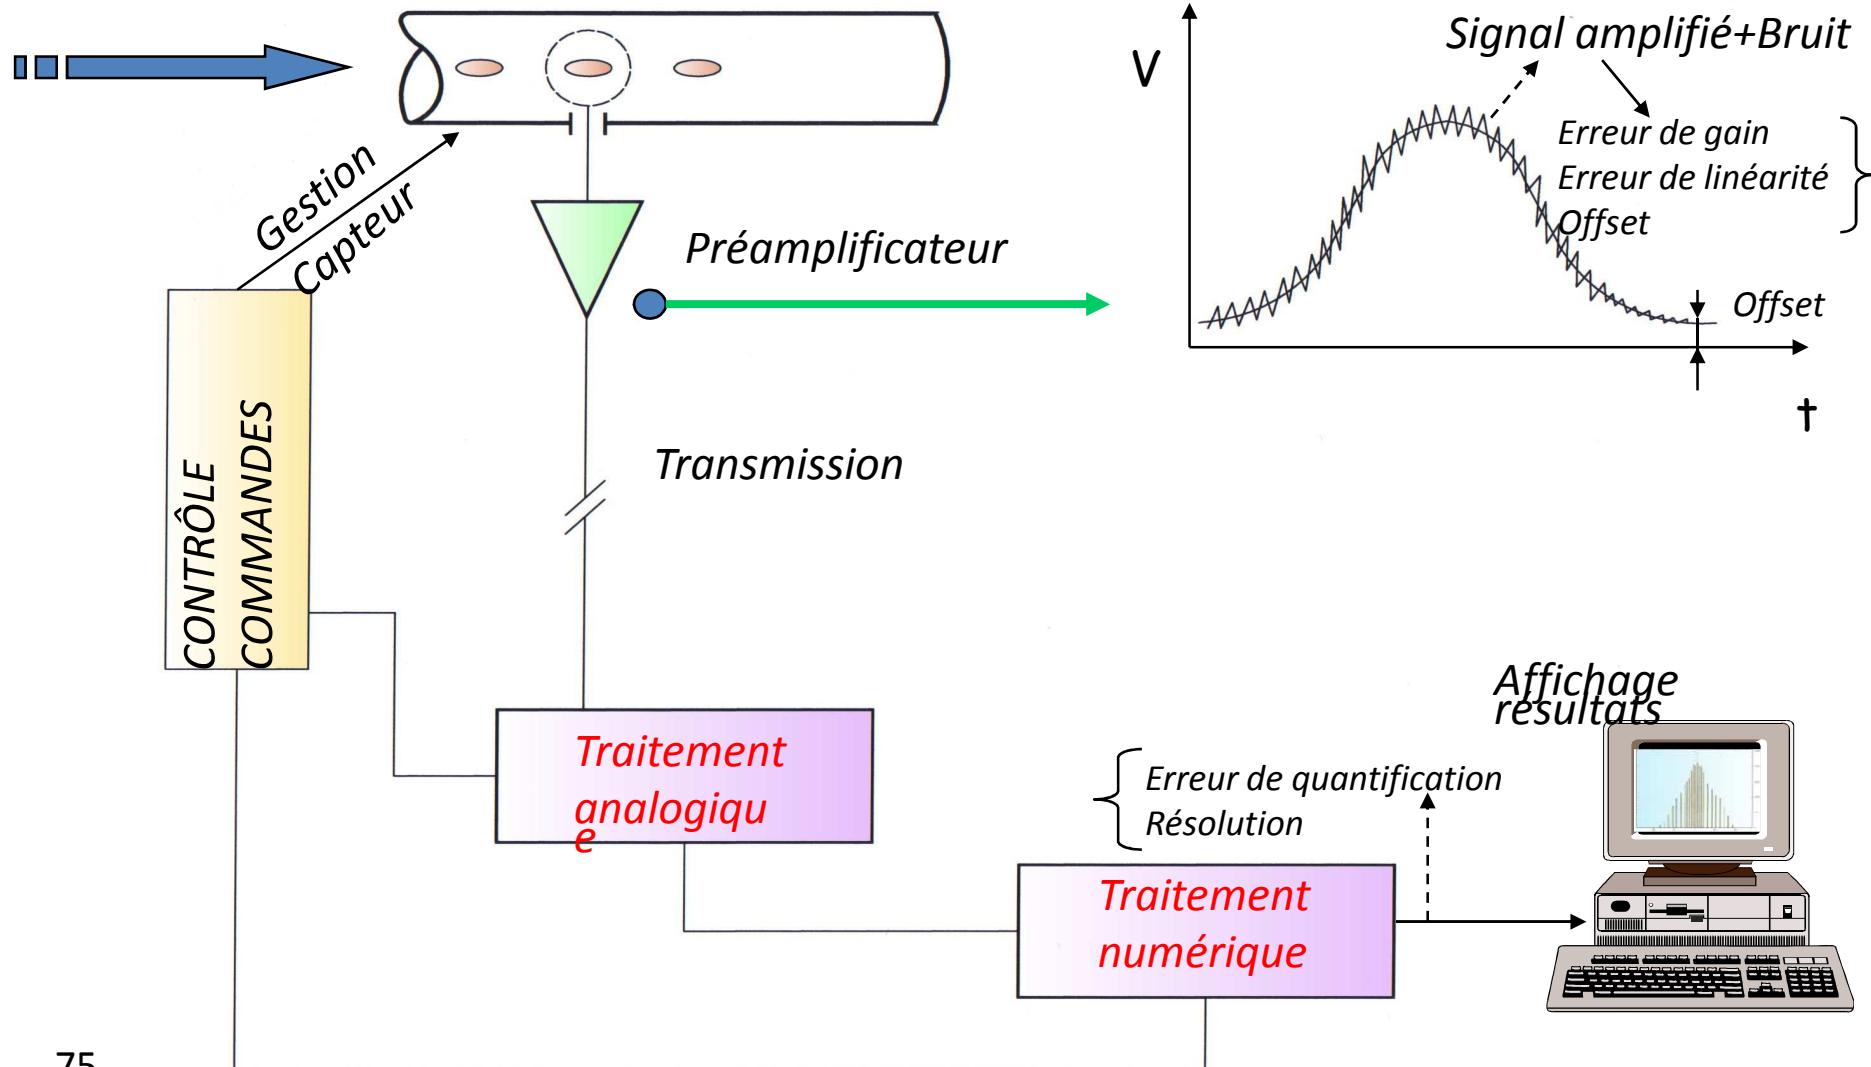 V
Signal amplifié+Bruit
Erreur de gain
Erreur de linéarité
Offset
Offset
t
Gestion
Capteur
Préamplificateur
CONTRÔLE
COMMANDES
Transmission
Affichage
résultats
Traitement
analogiqu
e
Erreur de quantification
Résolution
Traitement
numérique
75